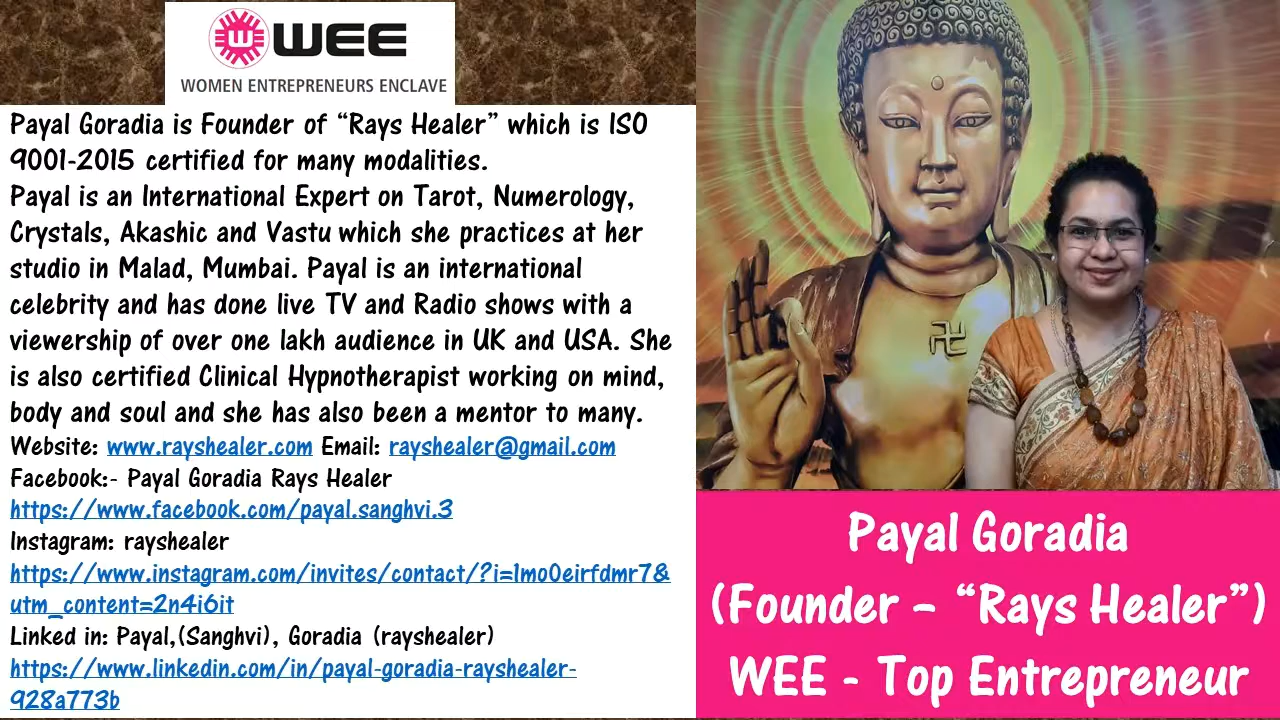 WEE
WOMEN ENTREPRENEURS ENCLAVE
Payal Goradia is Founder of “Rays Healer” which is ISO
9001-2015 certified for many modalities.
Payal is an International Expert on Tarot, Numerology,
Crystals, Akashic and Vastu which she practices at her
studio in Malad, Mumbai. Payal is an international
celebrity and has done live TV and Radio shows with a
viewership of over one lakh audience in UK and USA. She
is also certified Clinical Hypnotherapist working on mind,
body and soul and she has also been a mentor to many.
Website: www.rayshealer.com Email: rayshealer@gmail.com
Facebook:- Payal Goradia Rays Healer
https://www.facebook.com/payal.sanghvi.3
Instagram: rayshealer
https://www.instagram.com/invites/contact/?i=1mo0eirfdmr7&
utm_content=2n4i6it
Linked in: Payal,(Sanghvi), Goradia (rayshealer)
https://www.linkedin.com/in/payal-goradia-rayshealer-
928a773b
Payal Goradia
(Founder – “Rays Healer”)
WEE - Top Entrepreneur